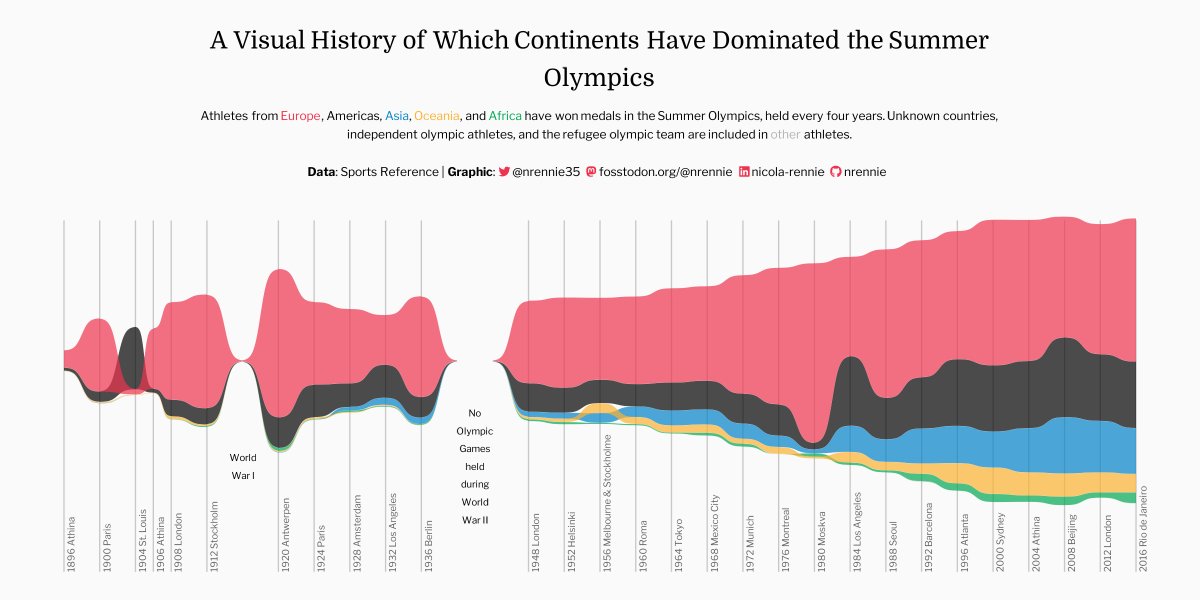 A Visual History of Which Continents Have Dominated the Summer
Olympics
Athletes from Europe, Americas, Asia, Oceania, and Africa have won medals in the Summer Olympics, held every four years. Unknown countries,
independent olympic athletes, and the refugee olympic team are included in other athletes.
Data: Sports Reference | Graphic: @nrennie35 fosstodon.org/@nrennie nicola-rennie nrennie
World
War I
No
Olympic
Games
held
during
World
War II
1896 Athina
1900 Paris
1904 St. Louis
1906 Athina
1908 London
1912 Stockholm
1920 Antwerpen
1924 Paris
1928 Amsterdam
1932 Los Angeles
1936 Berlin
1948 London
1952 Helsinki
1956 Melbourne & Stockholme
1960 Roma
1964 Tokyo
1968 Mexico City
1972 Munich
1976 Montreal
1980 Moskva
1984 Los Angeles
1988 Seoul
1992 Barcelona
1996 Atlanta
2000 Sydney
2004 Athina
2008 Beijing
2012 London
2016 Rio de Janeiro